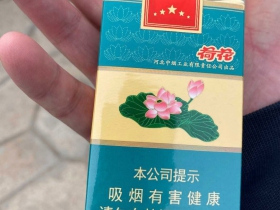 荷花
河北中烟工业有限责任公司出品
本公司提示
吸烟有害健康